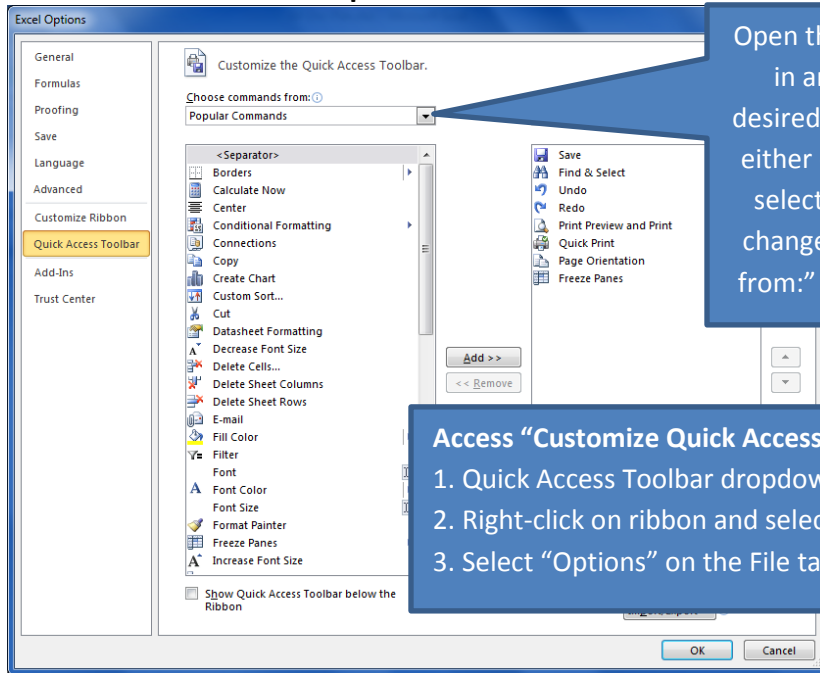 Excel Options
General
Formulas
Proofing
Save
Language
Advanced
Customize Ribbon
Quick Access Toolbar
Add-Ins
Trust Center
Customize the Quick Access Toolbar.
Choose commands from:
Popular Commands
<Separator>
Borders
Calculate Now
Center
Conditional Formatting
Connections
Copy
Create Chart
Custom Sort...
Cut
Datasheet Formatting
Decrease Font Size
Delete Cells...
Delete Sheet Columns
Delete Sheet Rows
E-mail
Fill Color
Filter
Font
Font Color
Font Size
Format Painter
Freeze Panes
Increase Font Size
Show Quick Access Toolbar below the
Ribbon
Add >>
<< Remove
Save
Find & Select
Undo
Redo
Print Preview and Print
Quick Print
Page Orientation
Freeze Panes
Open
in
desired
either
select
change
from:”
Access “Customize Quick Access
1. Quick Access Toolbar
2. Right-click on ribbon and
3. Select “Options” on the File
OK
Cancel